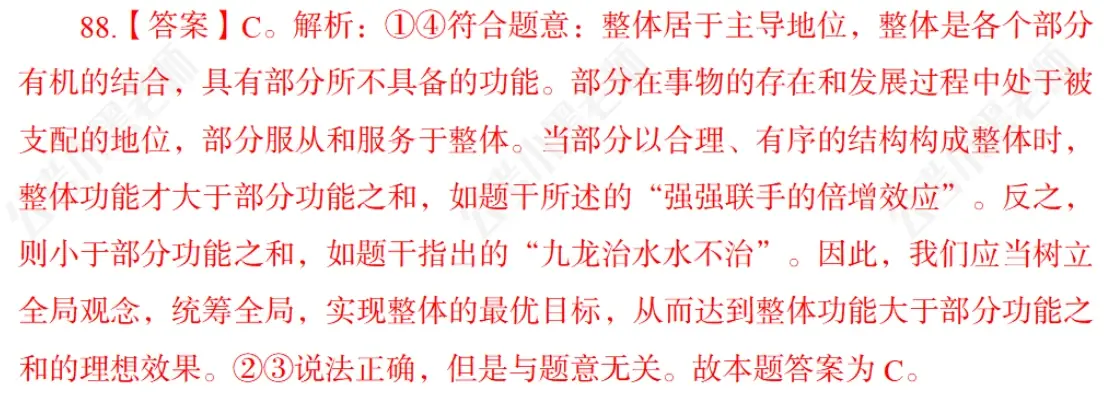 88.【答案】C。解析：①④符合题意：整体居于主导地位，整体是各个部分
有机的结合，具有部分所不具备的功能。部分在事物的存在和发展过程中处于被
支配的地位，部分服从和服务于整体。当部分以合理、有序的结构构成整体时，
整体功能才大于部分功能之和，如题干所述的“强强联手的倍增效应”。反之，
则小于部分功能之和，如题干指出的“九龙治水水不治”。因此，我们应当树立
全局观念，统筹全局，实现整体的最优目标，从而达到整体功能大于部分功能之
和的理想效果。②③说法正确，但是与题意无关。故本题答案为 C。